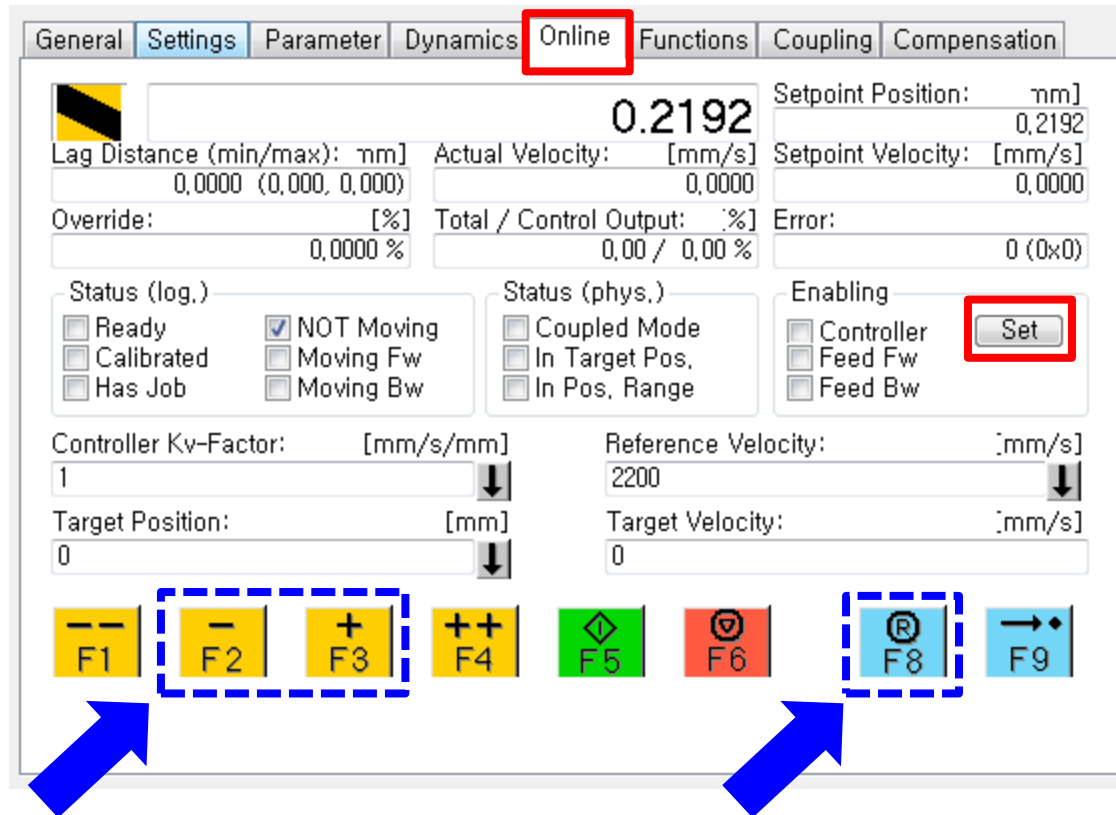 General Settings Parameter Dynamics Online Functions Coupling Compensation
0.2192
Setpoint Position: mm]
0,2192
Lag Distance (min/max): mm] Actual Velocity: [mm/s] Setpoint Velocity: [mm/s]
0,0000 (0,000, 0,000) 0,0000 0,0000
Override: [%] Total / Control Output: [%] Error:
0,0000 % 0,00 / 0,00 % 0 (0x0)
Status (log,) Status (phys,) Enabling
Ready NOT Moving Coupled Mode Controller Set
Calibrated Moving Fw In Target Pos, Feed Fw
Has Job Moving Bw In Pos, Range Feed Bw
Controller Kv-Factor: [mm/s/mm] Reference Velocity: [mm/s]
1 2200
Target Position: [mm] Target Velocity: [mm/s]
0 0
-- - + ++ R
F1 F2 F3 F4 F5 F6 F8 F9